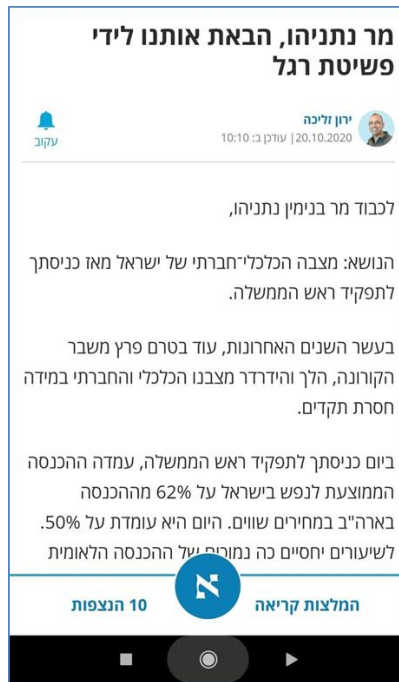 מר נתניהו, הבאת אותנו לידי
פשיטת רגל
ירון זליכה
20.10.2020| עודכן ב: 10:10
עקוב
לכבוד מר בנימין נתניהו,
הנושא: מצבה הכלכלי־חברתי של ישראל מאז כניסתך
לתפקיד ראש הממשלה.
בעשר השנים האחרונות, עוד בטרם פרץ משבר
הקורונה, הלך והידרדר מצבנו הכלכלי והחברתי במידה
חסרת תקדים.
ביום כניסתך לתפקיד ראש הממשלה, עמדה ההכנסה
הממוצעת לנפש בישראל על 62% מההכנסה
בארה"ב במחירים שווים. היום היא עומדת על 50%.
לשיעורים יחסיים כה נמוכים של ההכנסה הלאומית
המלצות קריאה
א
10 הנצפות